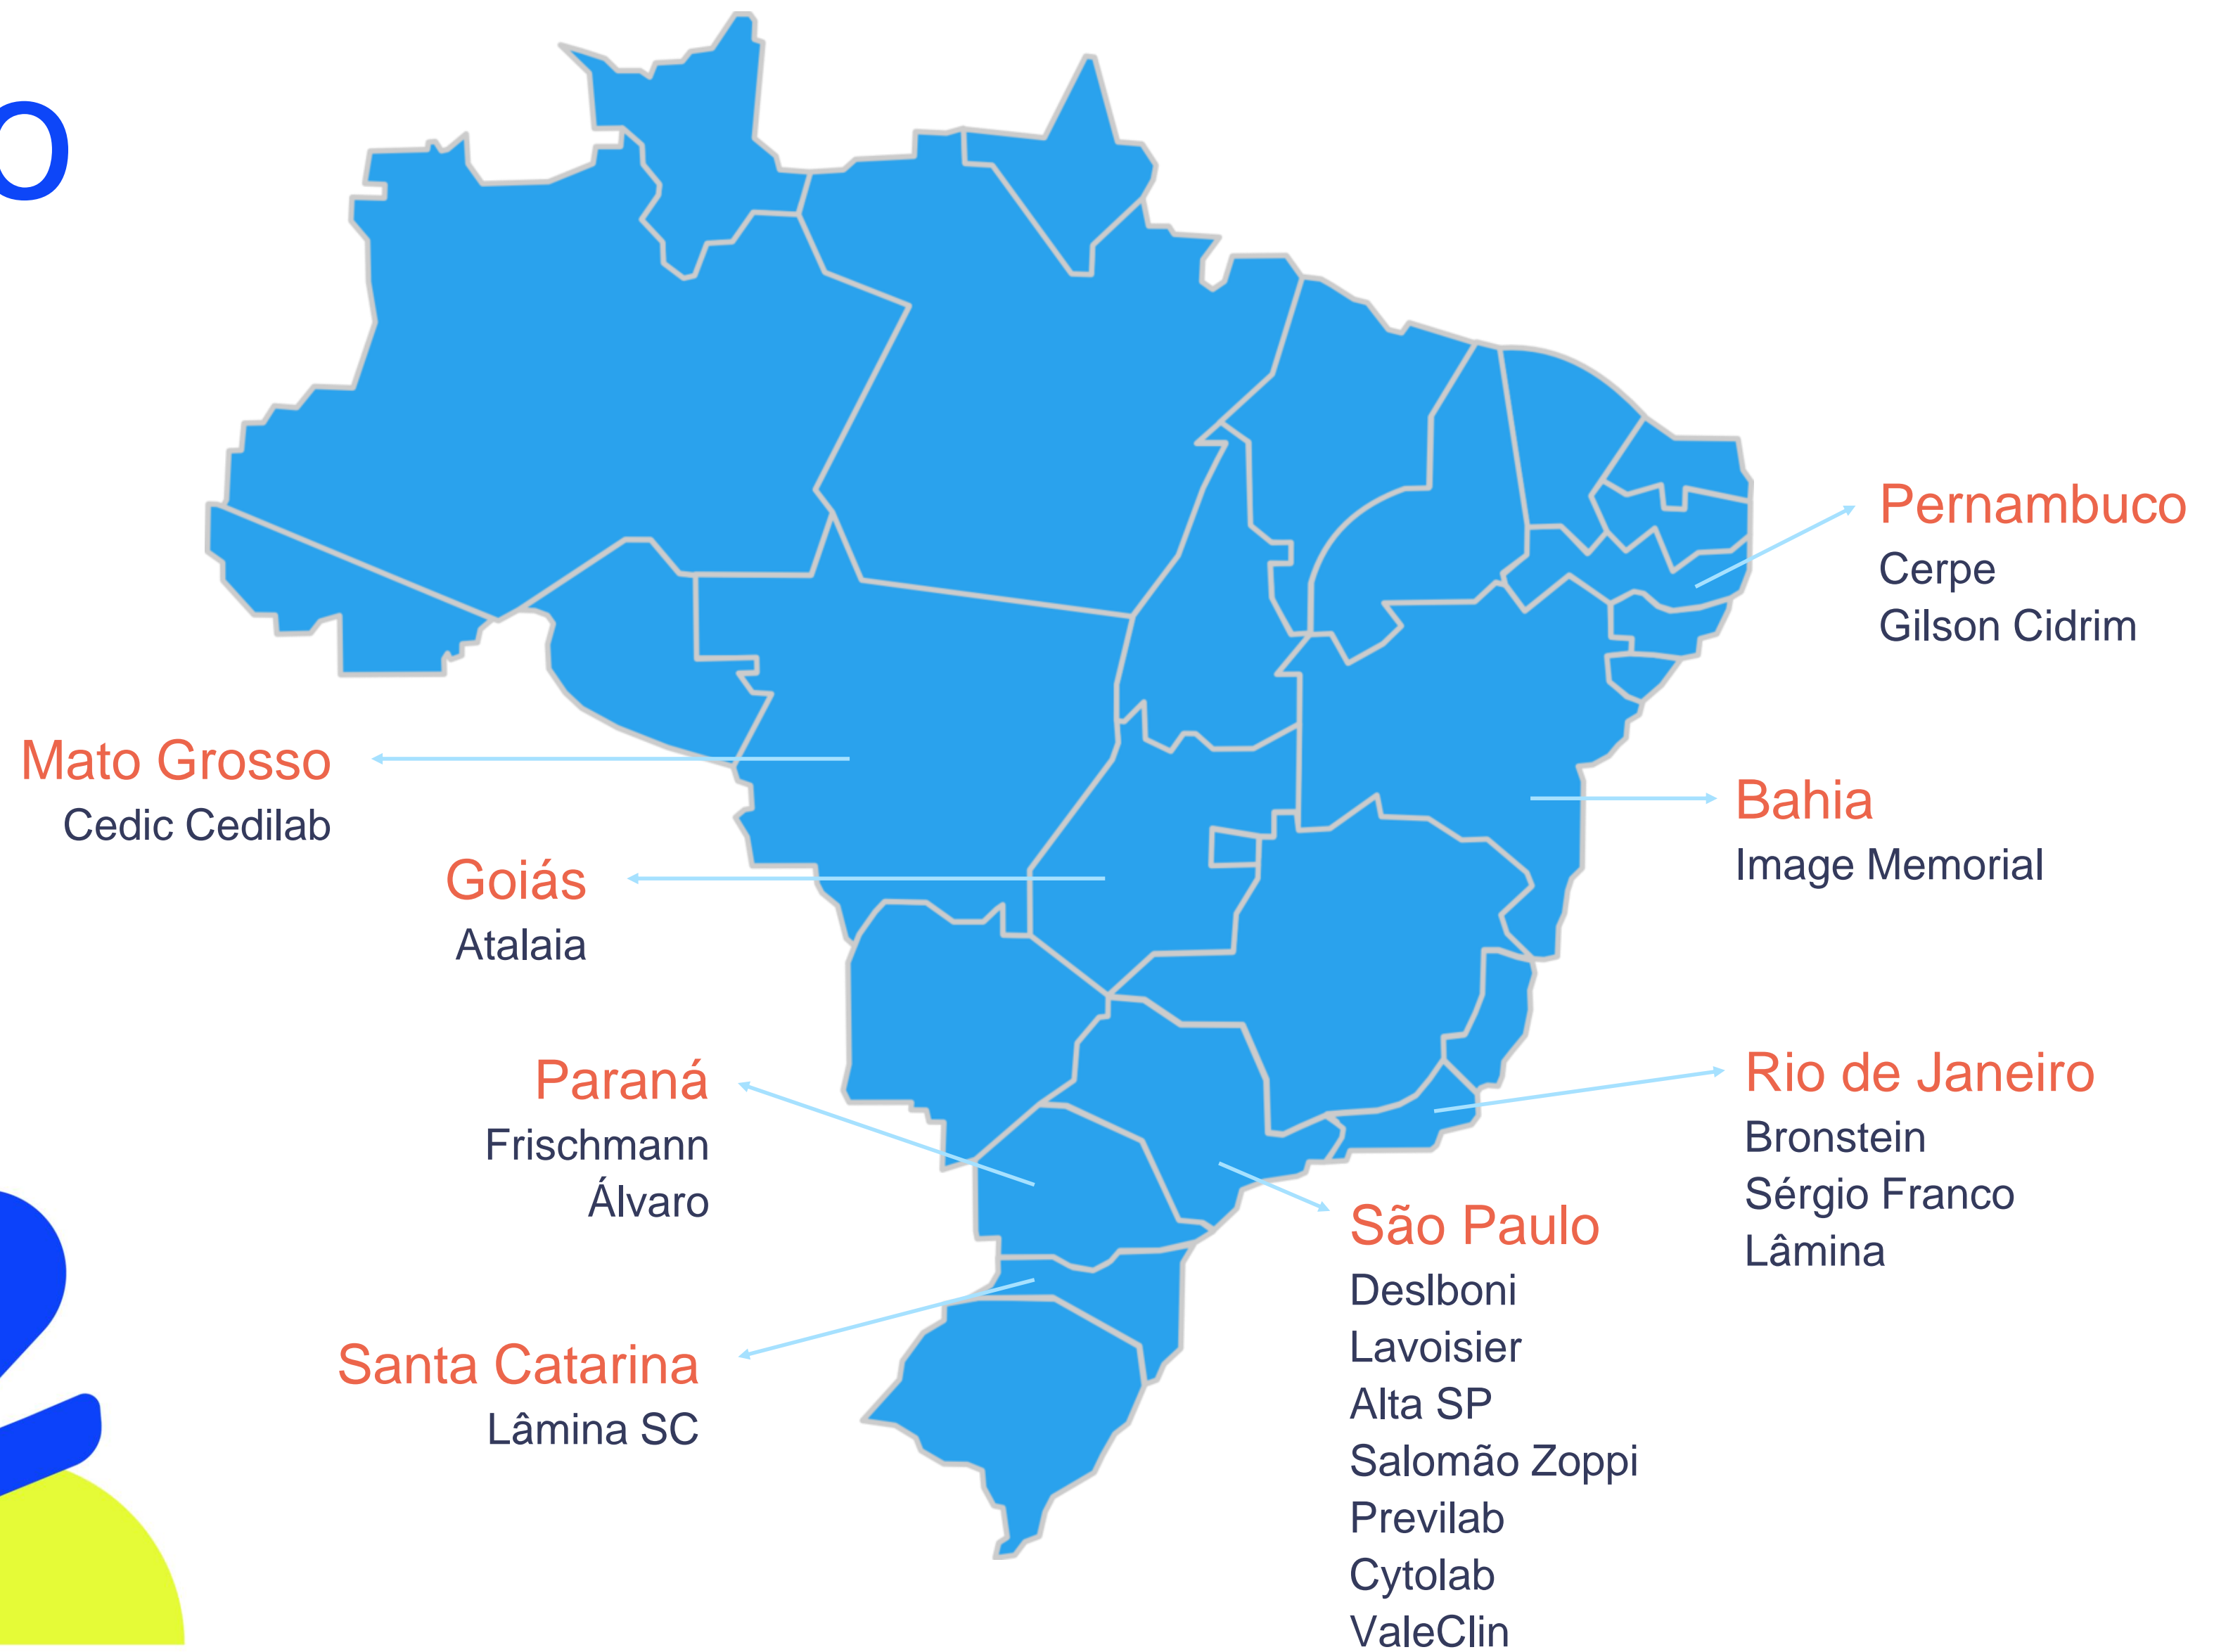 O
Pernambuco
Cerpe
Gilson Cidrim
Mato Grosso
Cedic Cedilab
Bahia
Image Memorial
Goiás
Atalaia
Paraná
Frischmann
Álvaro
Rio de Janeiro
Bronstein
Sérgio Franco
Lâmina
São Paulo
Deslboni
Lavoisier
Alta SP
Salomão Zoppi
Previlab
Cytolab
ValeClin
Santa Catarina
Lâmina SC